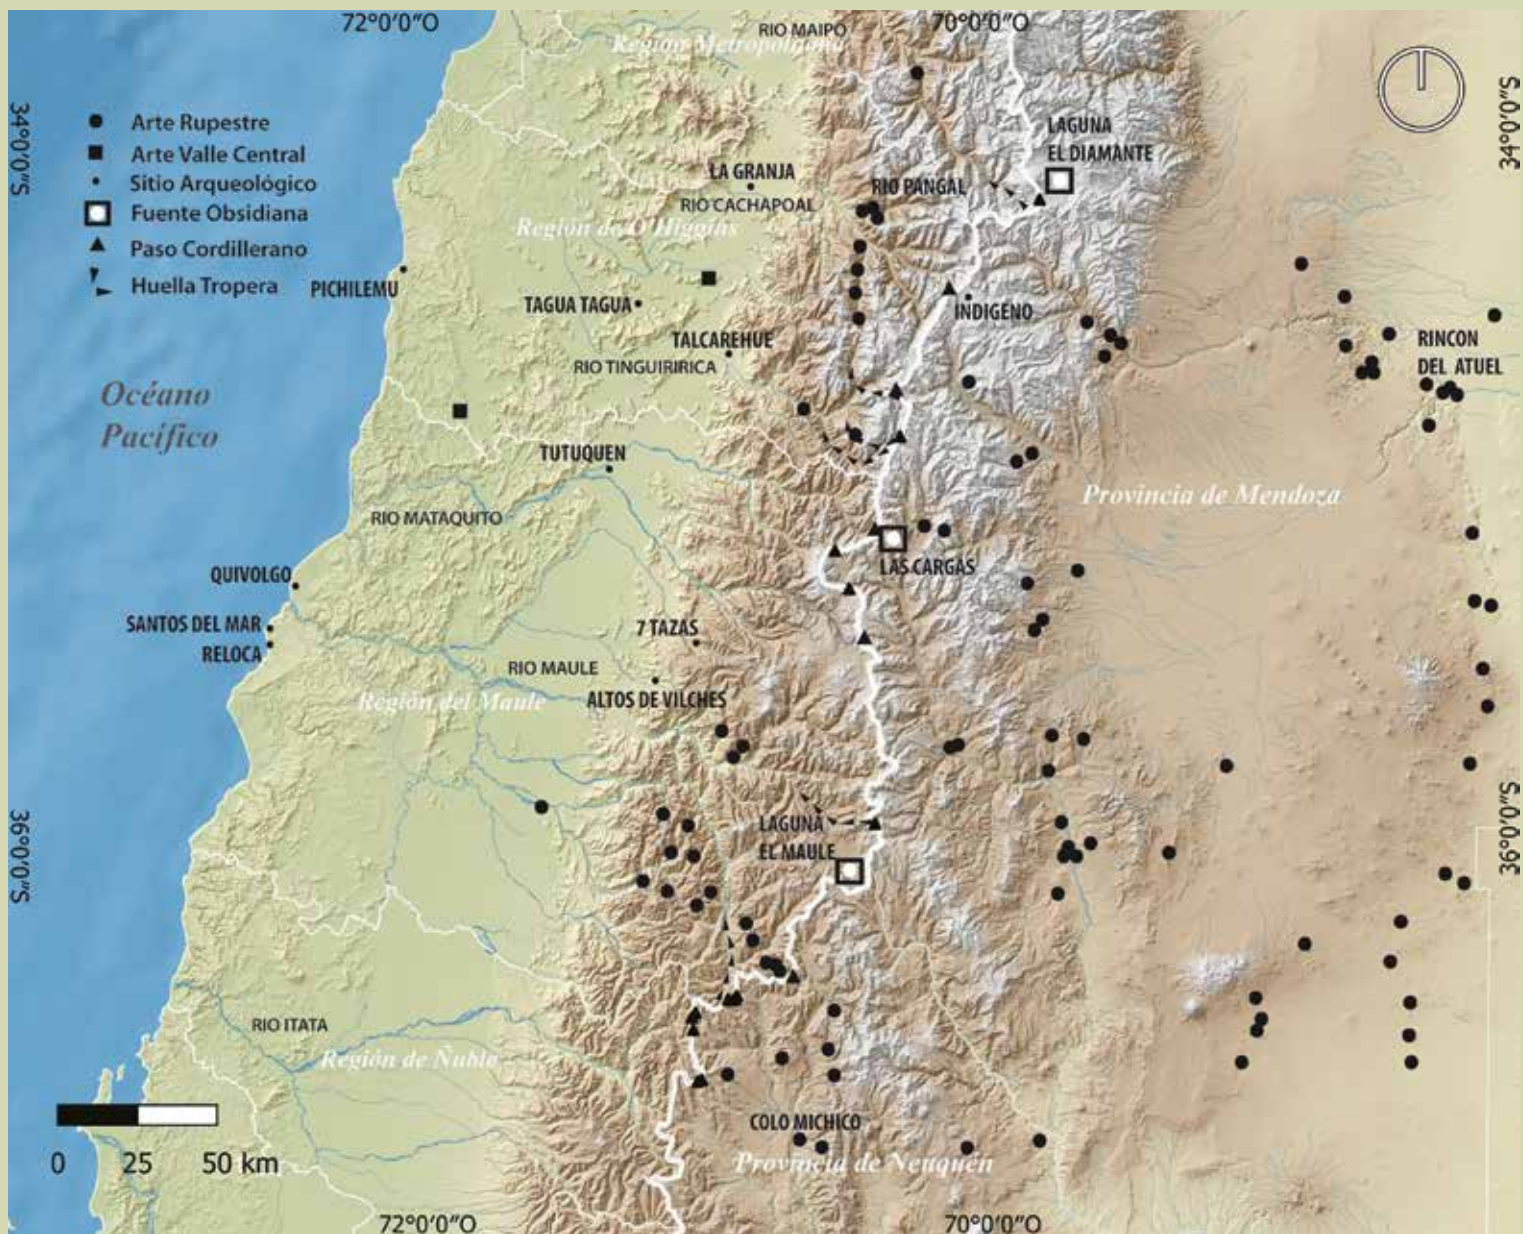 72°0'0"O
70°0'0"O
RIO MAIPO
Región Metropolitana
34°0'0"S
34°0'0"S
Arte Rupestre
Arte Valle Central
Sitio Arqueológico
Fuente Obsidiana
Paso Cordillerano
Huella Tropera
LAGUNA
EL DIAMANTE
LA GRANJA
RIO PANGAL
RIO CACHAPOAL
Región de O'Higgins
PICHILEMU
TAGUA TAGUA
INDIGENO
TALCAREHUE
RIO TINGUIRIRICA
RINCON
DEL ATUEL
Océano
Pacífico
TUTUQUEN
Provincia de Mendoza
RIO MATAQUITO
LAS CARGAS
QUIVOLGO
SANTOS DEL MAR
RELOCA
7 TAZAS
RIO MAULE
ALTOS DE VILCHES
Región del Maule
LAGUNA
EL MAULE
36°0'0"S
36°0'0"S
RIO ITATA
Región de Ñuble
COLO MICHICO
Provincia de Neuquén
0 25 50 km
72°0'0"O
70°0'0"O